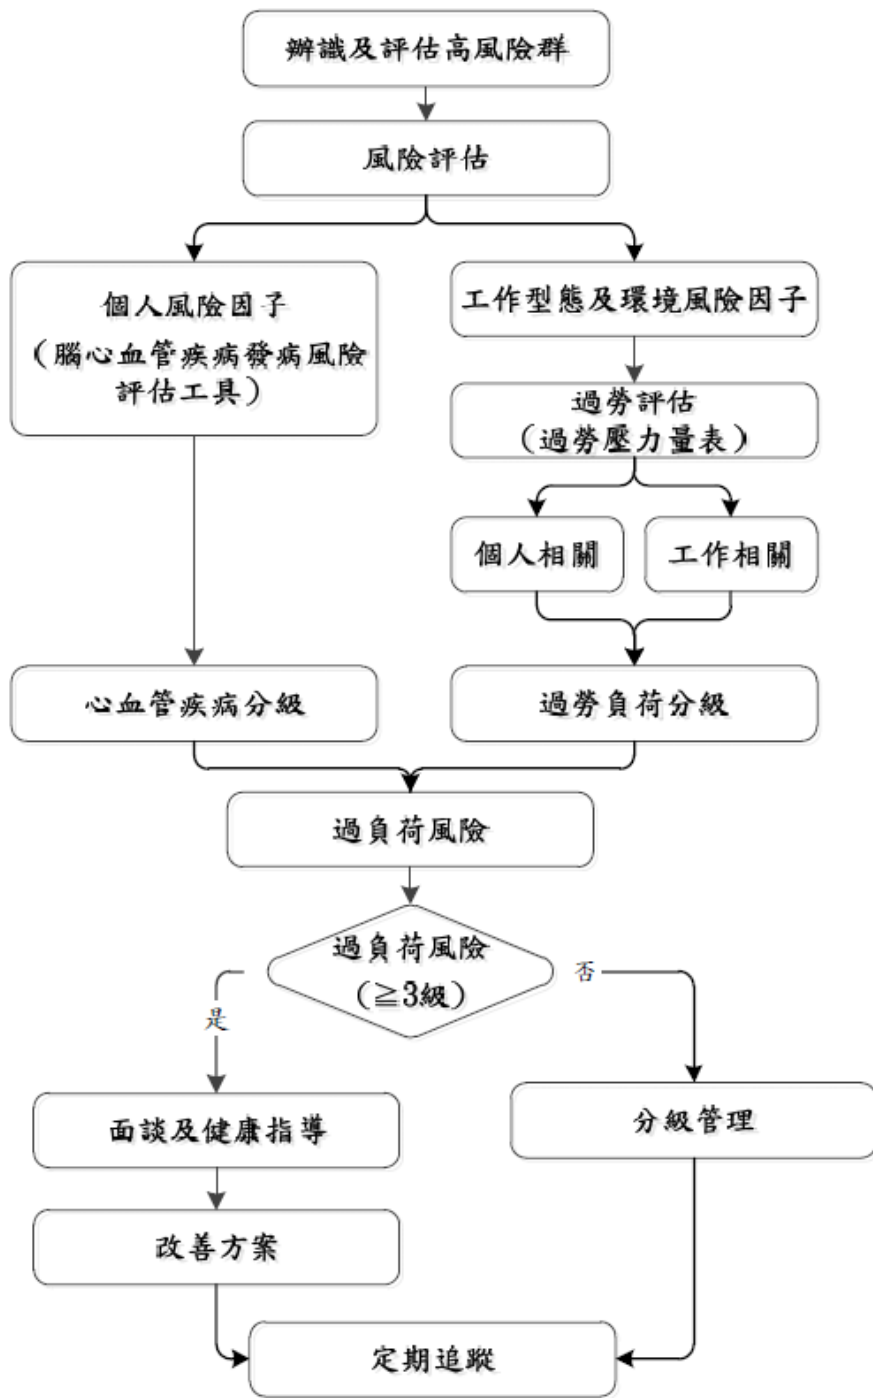 辦識及評估高風險群
風險評估
個人風險因子
（腦心血管疾病發病風險
評估工具）
工作型態及環境風險因子
過勞評估
（過勞壓力量表）
個人相關
工作相關
心血管疾病分級
過勞負荷分級
過負荷風險
過負荷風險
（≧3級）
是
否
面談及健康指導
分級管理
改善方案
定期追蹤